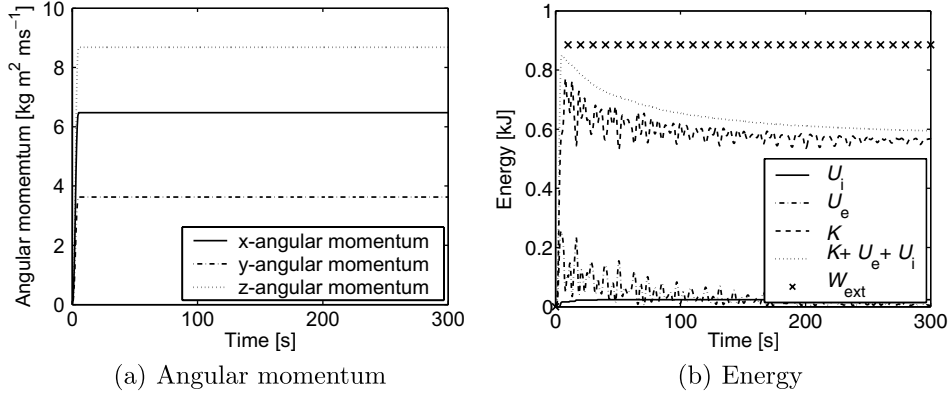 10
8
6
4
2
0
Angular momemtum [kg m² ms⁻¹]
x-angular momentum
y-angular momentum
z-angular momentum
0 100 200 300
Time [s]
(a) Angular momentum
1
0.8
0.6
0.4
0.2
0
Energy [kJ]
U_i
U_e
K
K+ U_e+ U_i
W_ext
0 100 200 300
Time [s]
(b) Energy